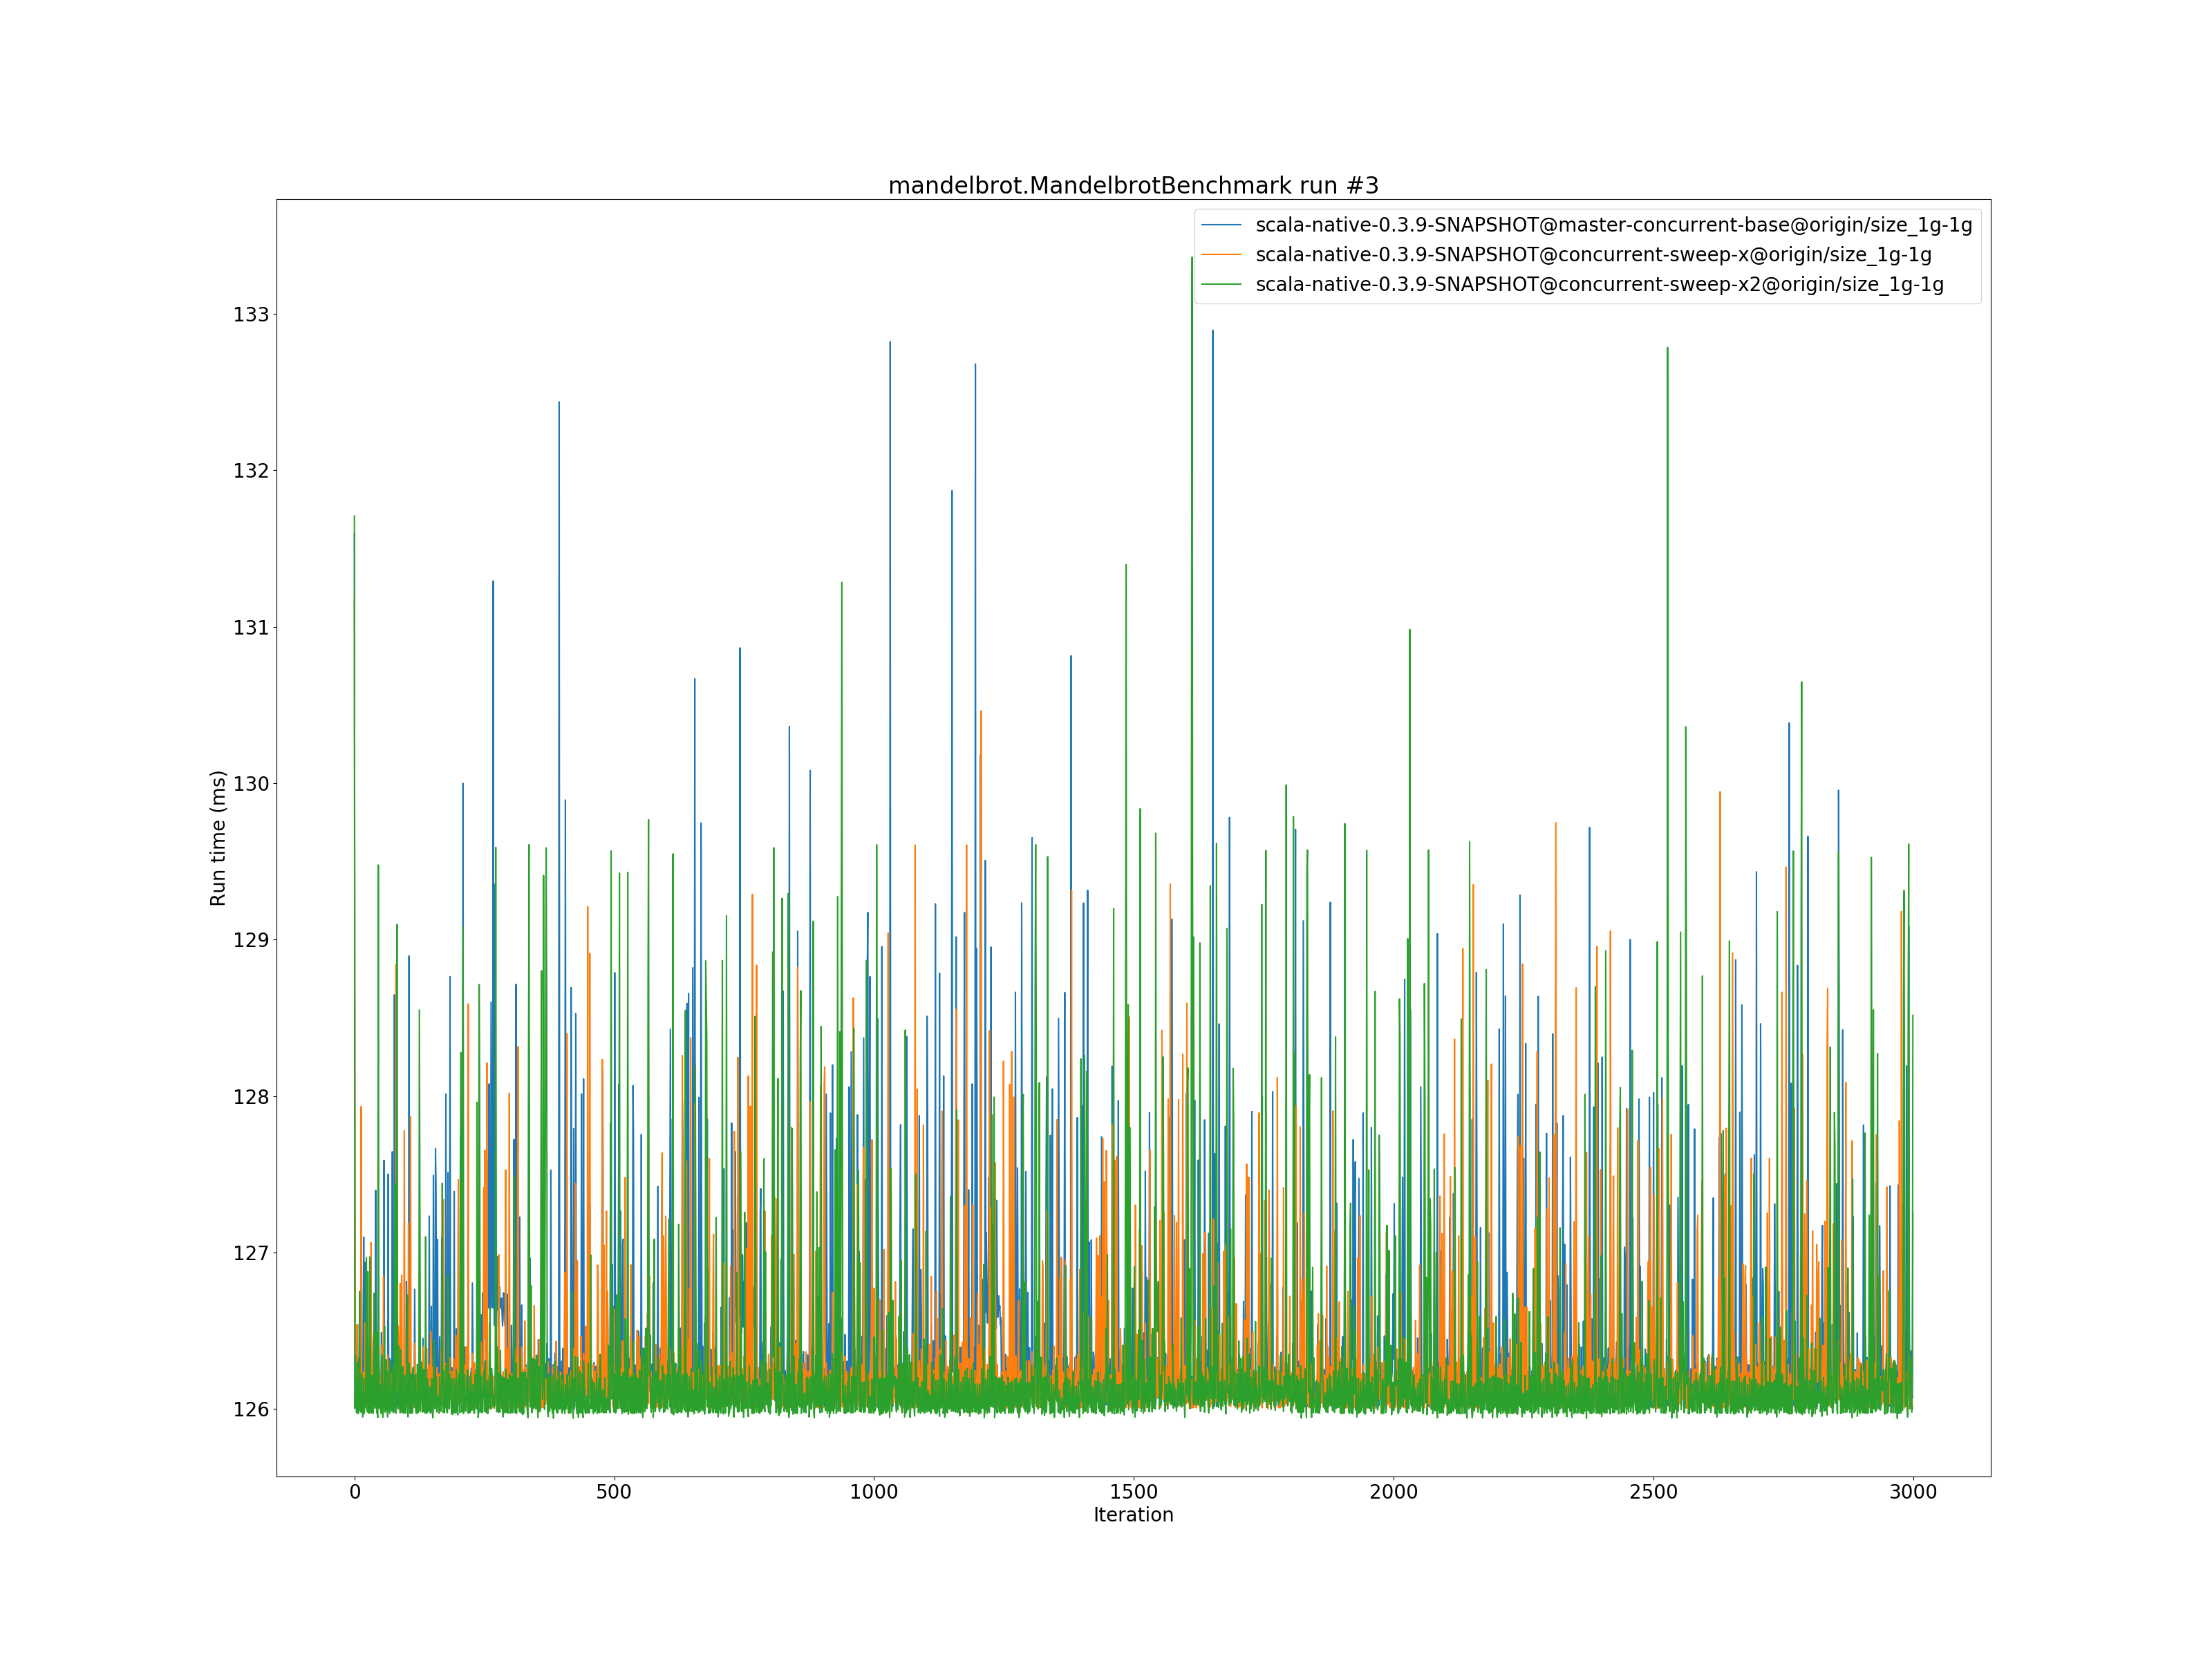 mandelbrot.MandelbrotBenchmark run #3
scala-native-0.3.9-SNAPSHOT@master-concurrent-base@origin/size_1g-1g
scala-native-0.3.9-SNAPSHOT@concurrent-sweep-x@origin/size_1g-1g
scala-native-0.3.9-SNAPSHOT@concurrent-sweep-x2@origin/size_1g-1g
133
132
131
130
129
128
127
126
Run time (ms)
0 500 1000 1500 2000 2500 3000
Iteration